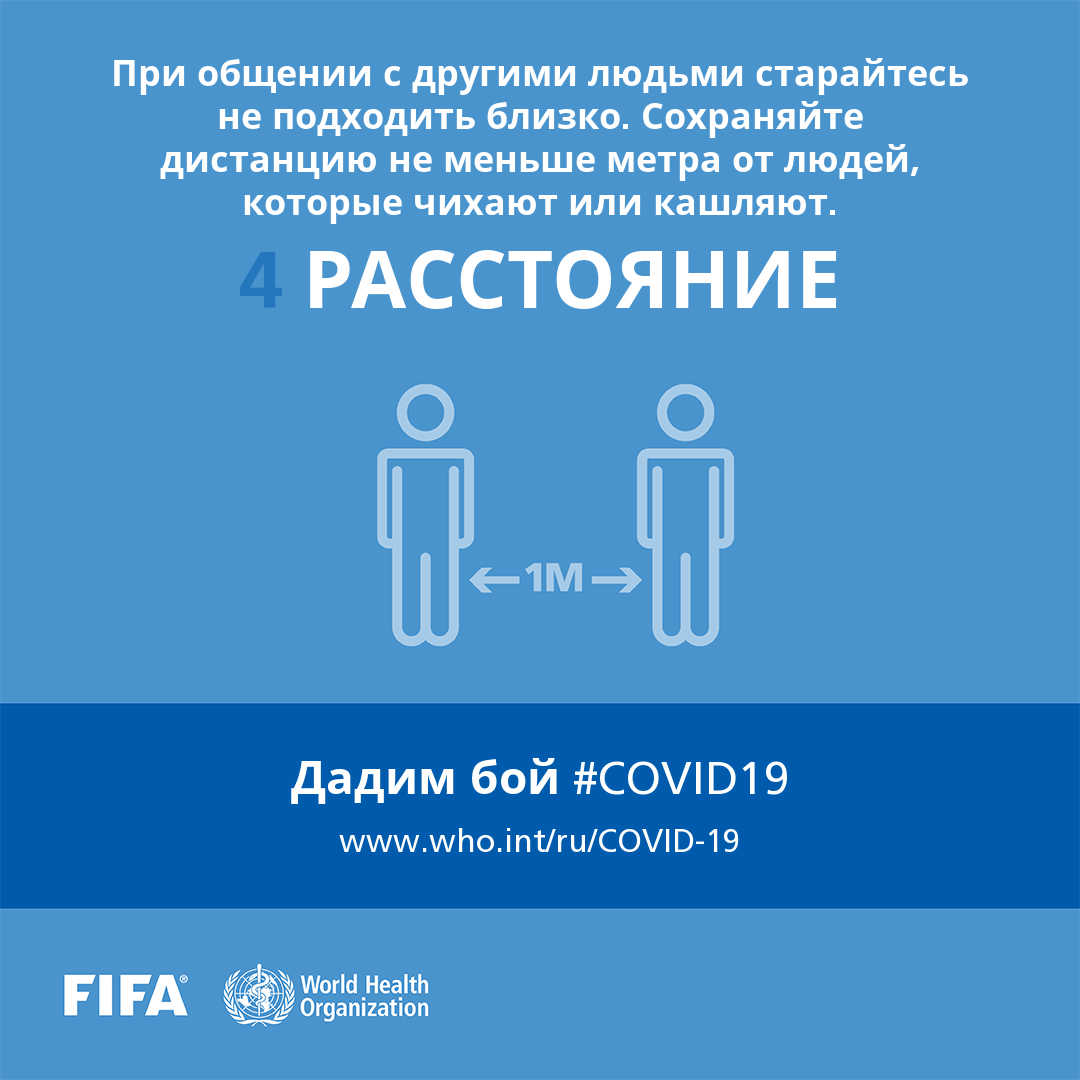 При общении с другими людьми старайтесь
не подходить близко. Сохраняйте
дистанцию не меньше метра от людей,
которые чихают или кашляют.
4 РАССТОЯНИЕ
1М
Дадим бой #COVID19
www.who.int/ru/COVID-19
FIFA®
World Health
Organization